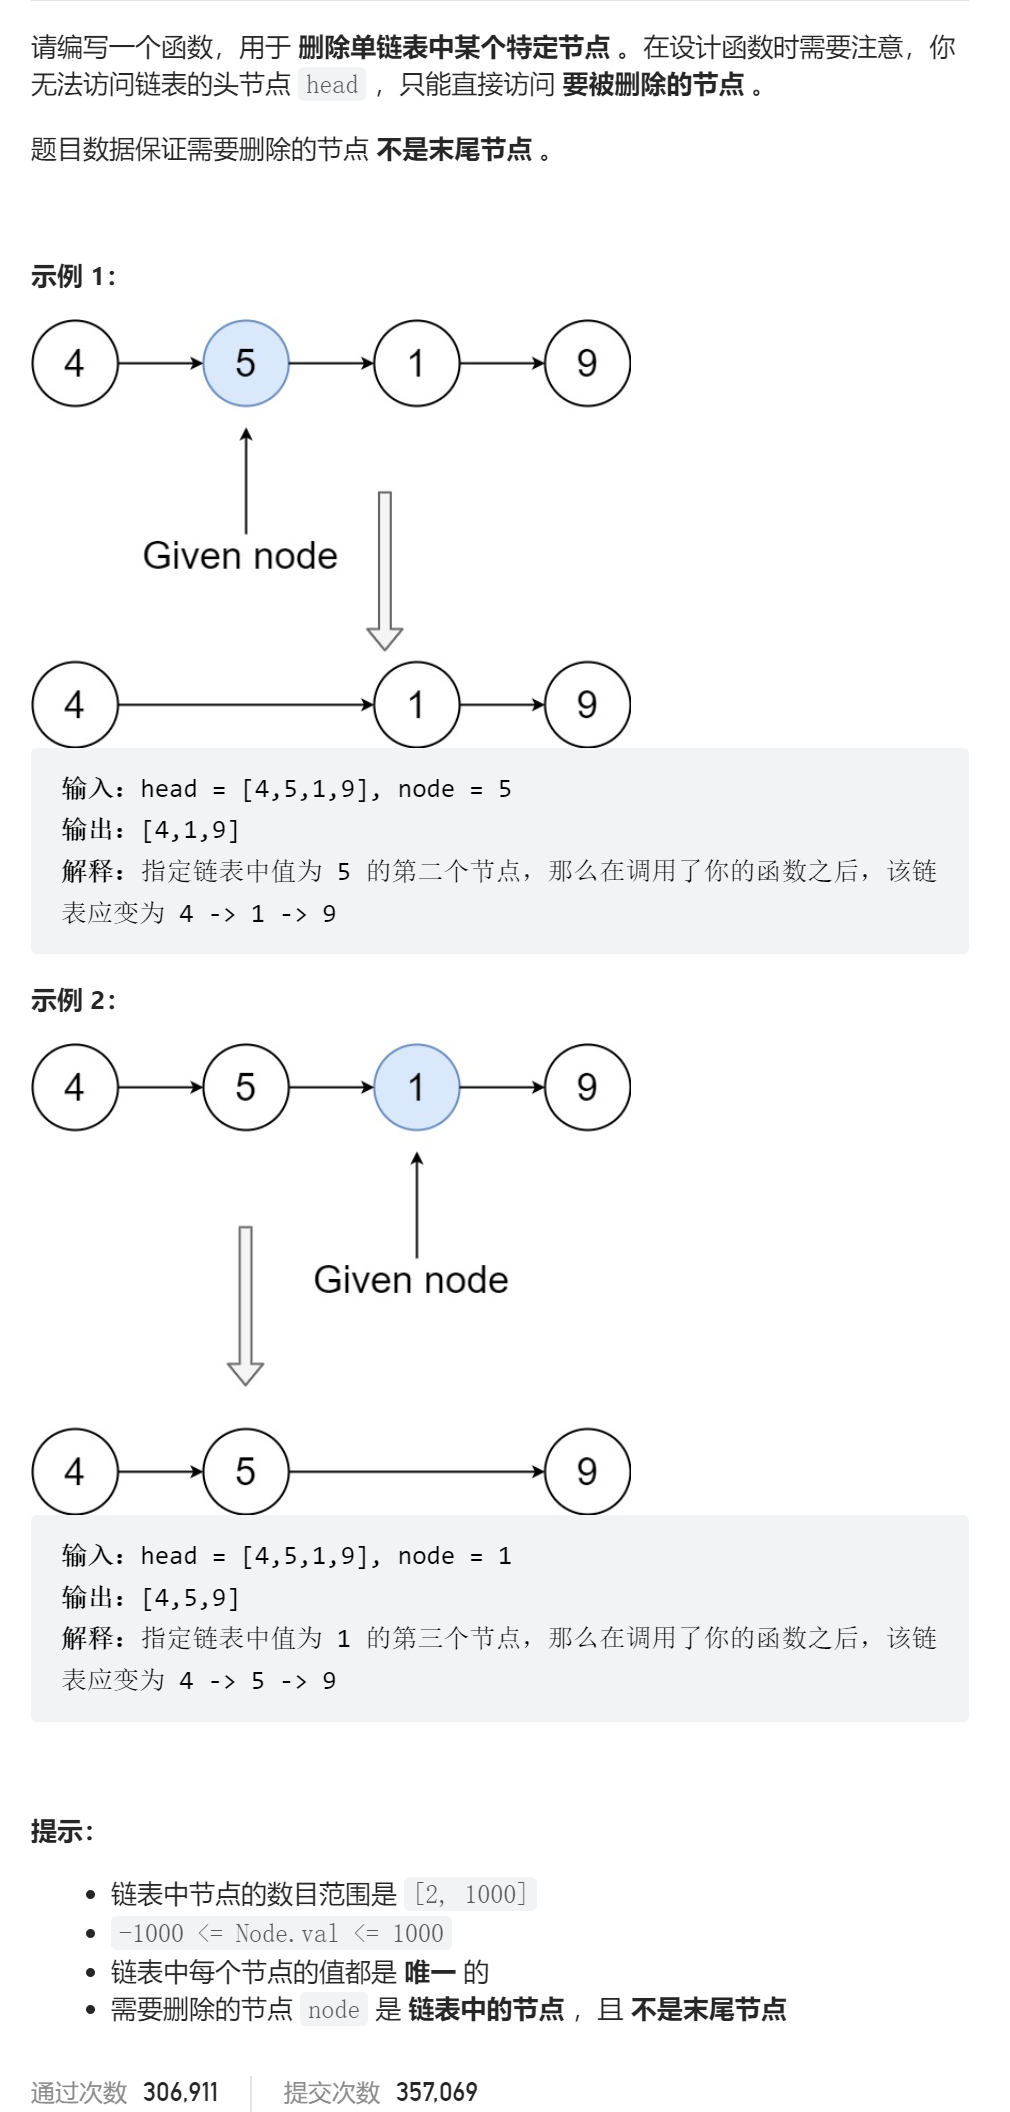 请编写一个函数，用于 删除单链表中某个特定节点 。在设计函数时需要注意，你
无法访问链表的头节点 head ，只能直接访问 要被删除的节点 。
题目数据保证需要删除的节点 不是末尾节点 。
示例 1：
4 5 1 9
Given node
4 1 9
输入：head = [4,5,1,9], node = 5
输出：[4,1,9]
解释：指定链表中值为 5 的第二个节点，那么在调用了你的函数之后，该链
表应变为 4 -> 1 -> 9
示例 2：
4 5 1 9
Given node
4 5 9
输入：head = [4,5,1,9], node = 1
输出：[4,5,9]
解释：指定链表中值为 1 的第三个节点，那么在调用了你的函数之后，该链
表应变为 4 -> 5 -> 9
提示：
链表中节点的数目范围是 [2, 1000]
-1000 <= Node.val <= 1000
链表中每个节点的值都是 唯一 的
需要删除的节点 node 是 链表中的节点 ，且 不是末尾节点
通过次数 306,911 提交次数 357,069